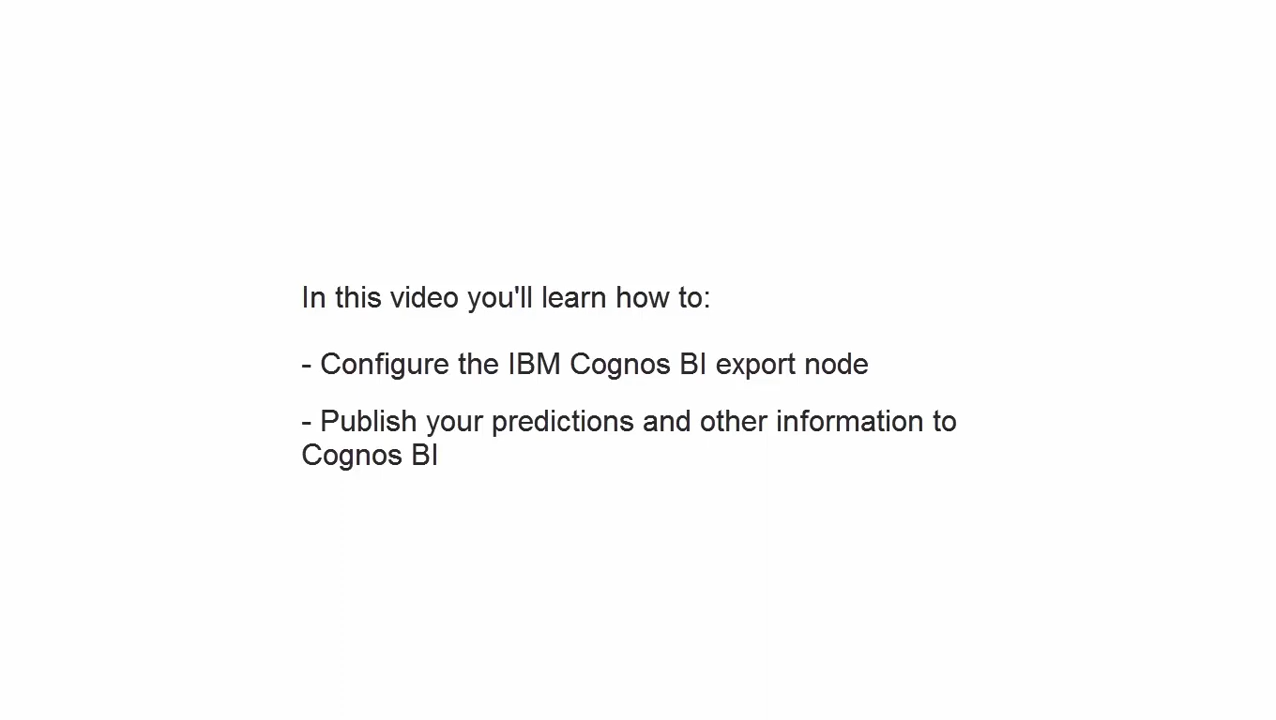 In this video you'll learn how to:
- Configure the IBM Cognos BI export node
- Publish your predictions and other information to
Cognos BI